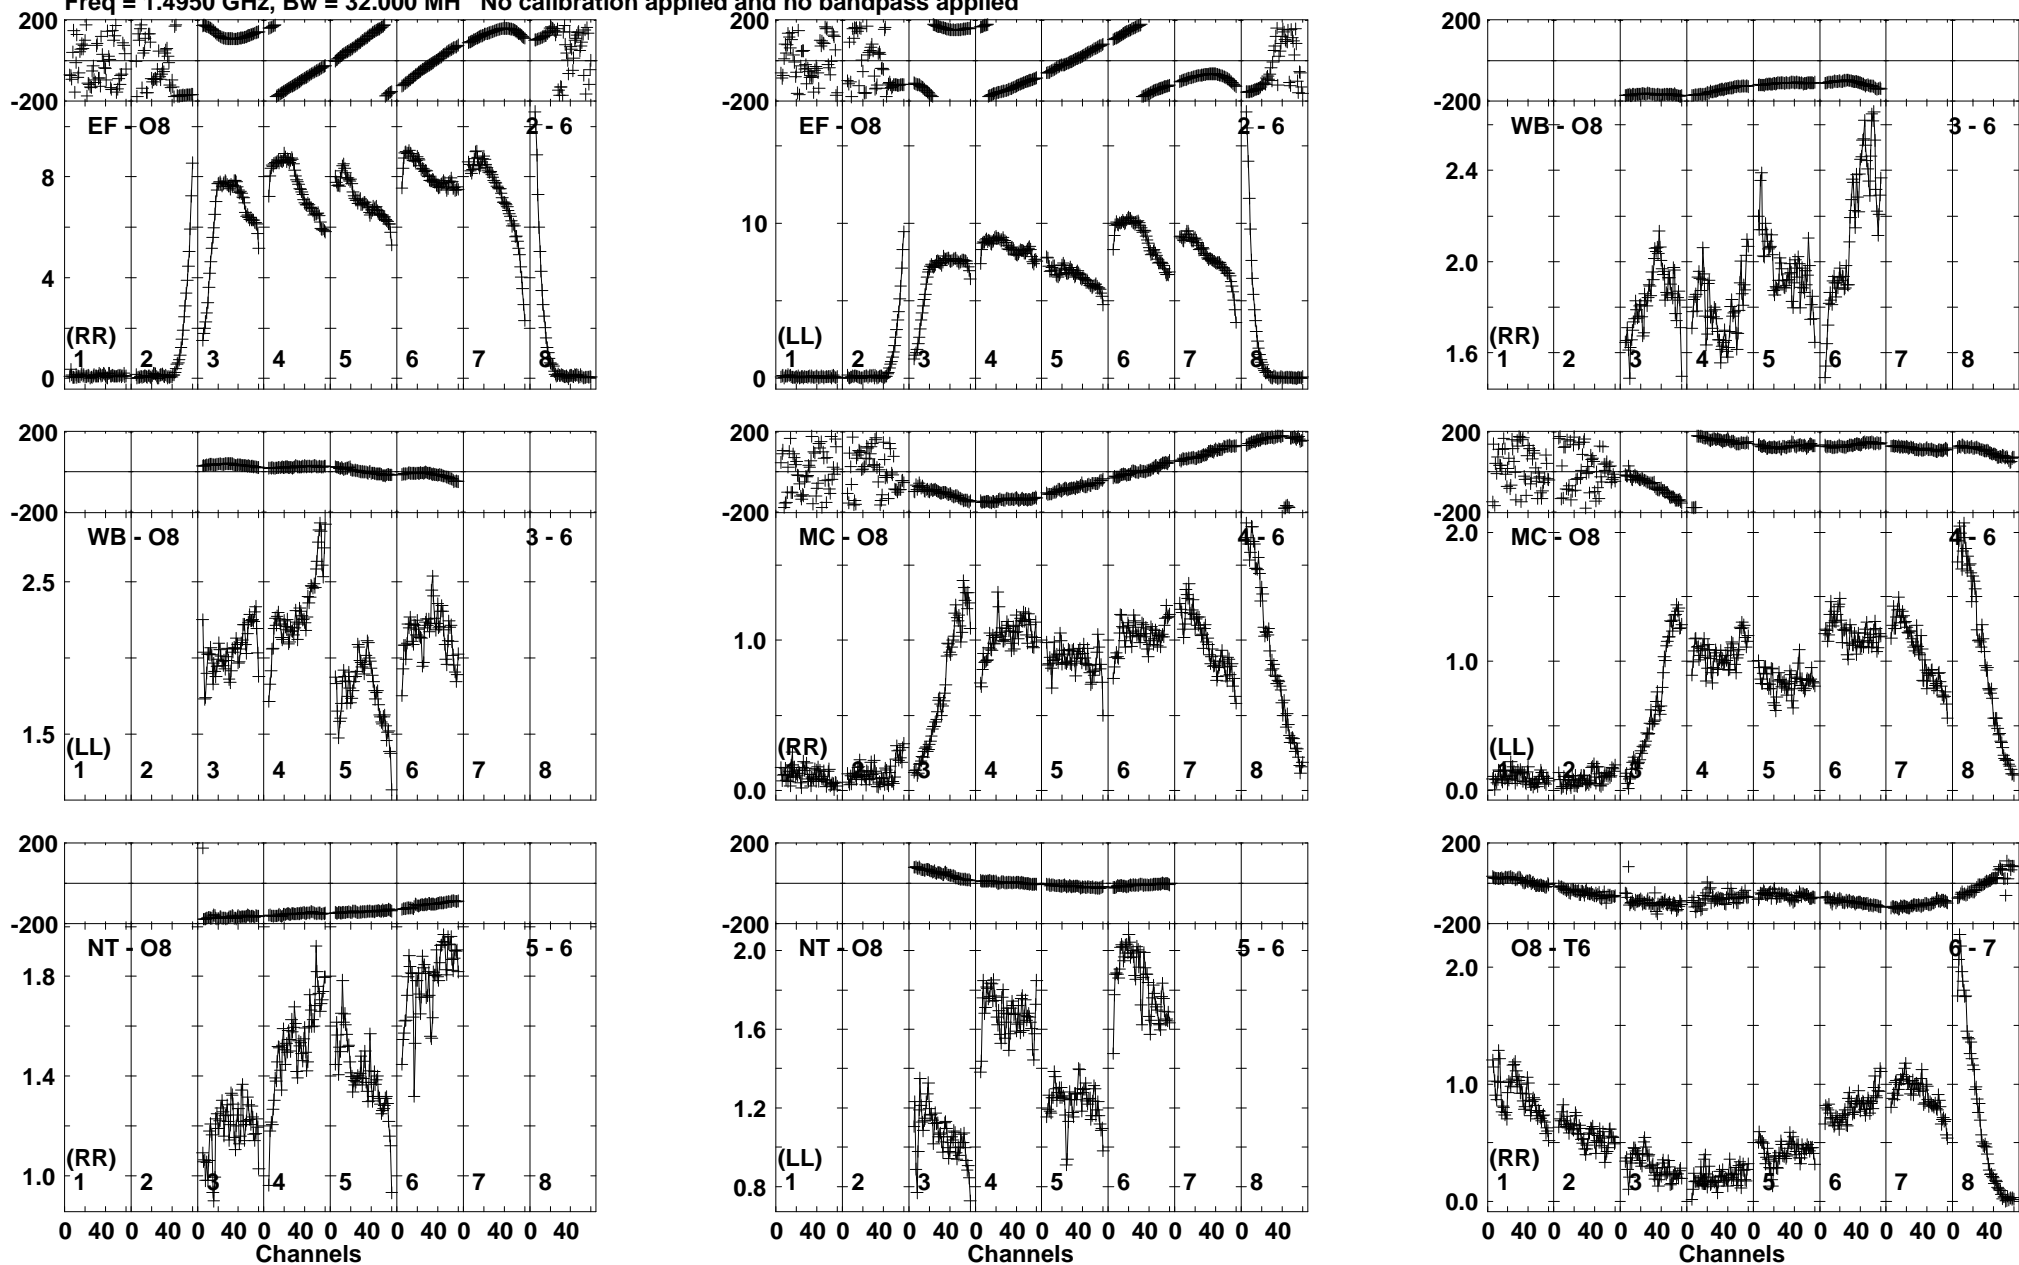 Freq = 1.4950 GHz, Bw = 32.000 MH No calibration applied and no bandpass applied
200
-200
EF - O8 2 - 6
8
4
0
(RR)
1 2 3 4 5 6 7 8
200
-200
EF - O8 2 - 6
10
0
(LL)
1 2 3 4 5 6 7 8
200
-200
WB - O8 3 - 6
2.4
2.0
1.6
(RR)
1 2 3 4 5 6 7 8
200
-200
WB - O8 3 - 6
2.5
1.5
(LL)
1 2 3 4 5 6 7 8
200
-200
MC - O8 4 - 6
1.0
0.0
(RR)
1 2 3 4 5 6 7 8
200
-200
MC - O8 4 - 6
2.0
1.0
0.0
(LL)
1 2 3 4 5 6 7 8
200
-200
NT - O8 5 - 6
1.8
1.4
1.0
(RR)
1 2 3 4 5 6 7 8
0 40 0 40 0 40 0 40 0 40 0 40 0 40 0 40
Channels
200
-200
NT - O8 5 - 6
2.0
1.6
1.2
0.8
(LL)
1 2 3 4 5 6 7 8
0 40 0 40 0 40 0 40 0 40 0 40 0 40 0 40
Channels
200
-200
O8 - T6 6 - 7
2.0
1.0
0.0
(RR)
1 2 3 4 5 6 7 8
0 40 0 40 0 40 0 40 0 40 0 40 0 40 0 40
Channels